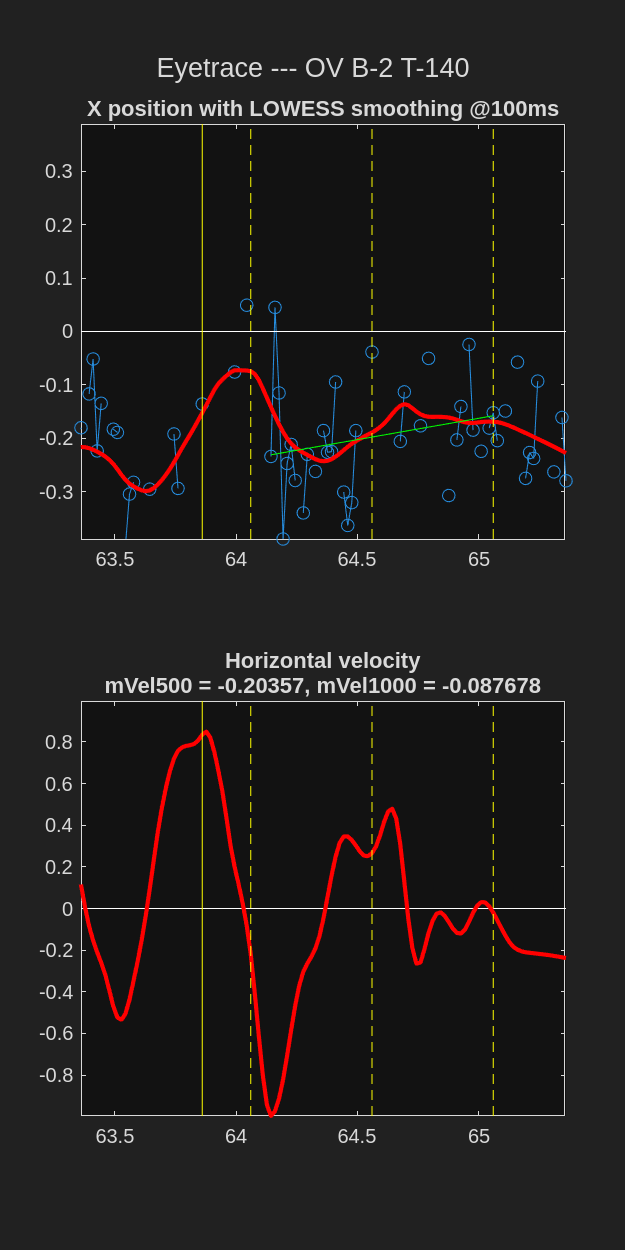 Eyetrace --- OV B-2 T-140
X position with LOWESS smoothing @100ms
0.3
0.2
0.1
0
-0.1
-0.2
-0.3
63.5 64 64.5 65
Horizontal velocity
mVel500 = -0.20357, mVel1000 = -0.087678
0.8
0.6
0.4
0.2
0
-0.2
-0.4
-0.6
-0.8
63.5 64 64.5 65